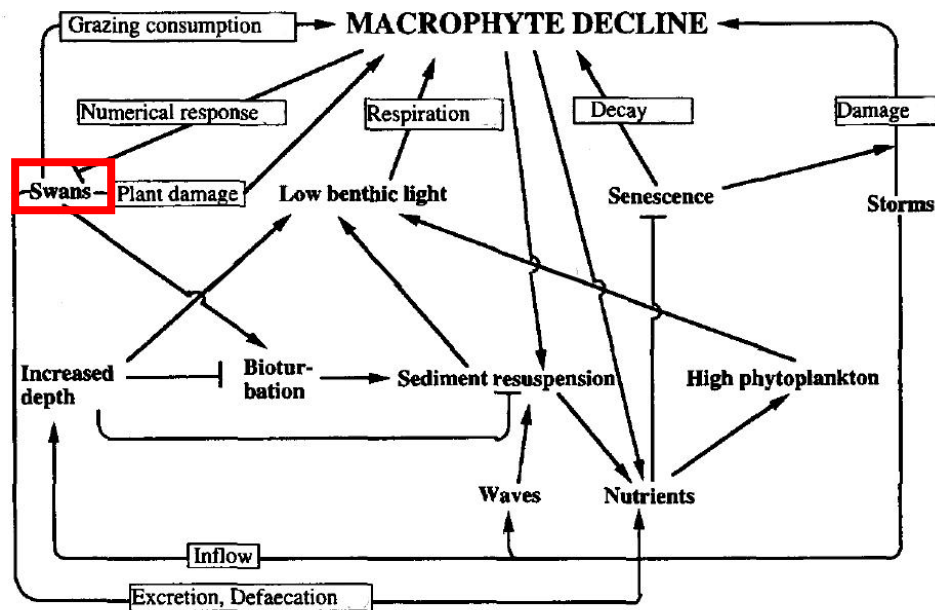 Grazing consumption
MACROPHYTE DECLINE
Numerical response
Respiration
Decay
Damage
Swans
Plant damage
Low benthic light
Senescence
Storms
Increased
depth
Biotur-
bation
Sediment resuspension
High phytoplankton
Waves
Nutrients
Inflow
Excretion, Defaecation